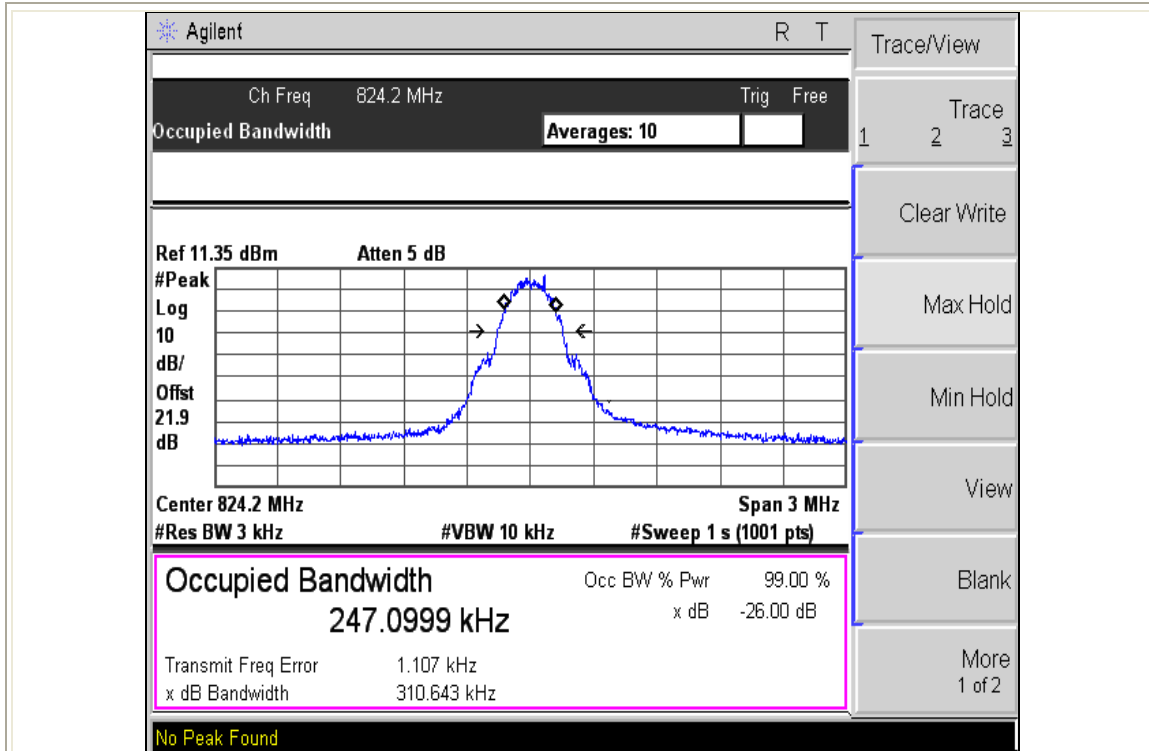 Agilent R T
Trace/View
Ch Freq 824.2 MHz Trig Free
Occupied Bandwidth Averages: 10
Trace
1 2 3
Clear Write
Ref 11.35 dBm Atten 5 dB
#Peak
Log
10
dB/
Offst
21.9
dB
Max Hold
Min Hold
Center 824.2 MHz Span 3 MHz
#Res BW 3 kHz #VBW 10 kHz #Sweep 1 s (1001 pts)
View
Occupied Bandwidth
247.0999 kHz
Occ BW % Pwr 99.00 %
x dB -26.00 dB
Transmit Freq Error 1.107 kHz
x dB Bandwidth 310.643 kHz
Blank
More
1 of 2
No Peak Found